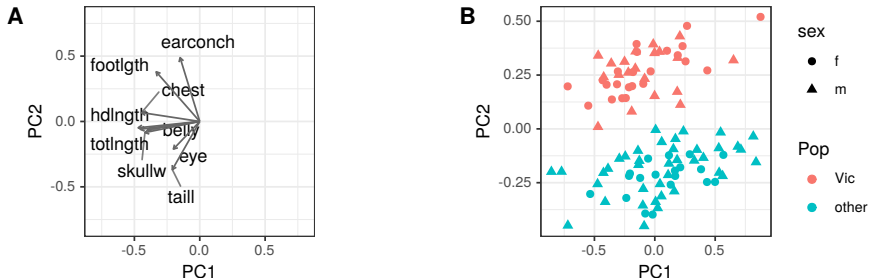 A
PC2
0.5
0.0
-0.5
earconch
footlgth
chest
hdlngth
belly
totlngth
eye
skullw
taill
-0.5
0.0
0.5
PC1
B
0.50
0.25
0.00
-0.25
-0.5
0.0
0.5
PC1
sex
f
m
Pop
Vic
other